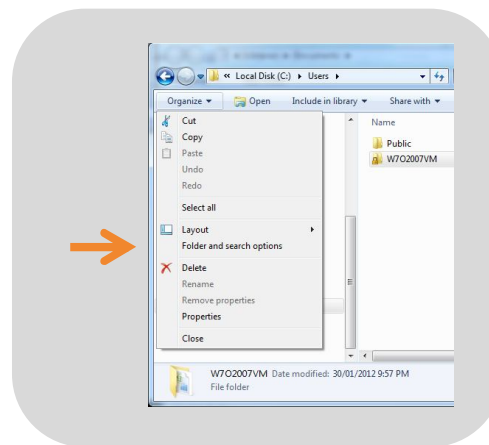 « Local Disk (C:) ▸ Users ▸
Organize ▾ Open Include in library ▾ Share with ▾
Cut
Copy
Paste
Undo
Redo
Select all
Layout
Folder and search options
Delete
Rename
Remove properties
Properties
Close
Name
Public
W7O2007VM
W7O2007VM Date modified: 30/01/2012 9:57 PM
File folder